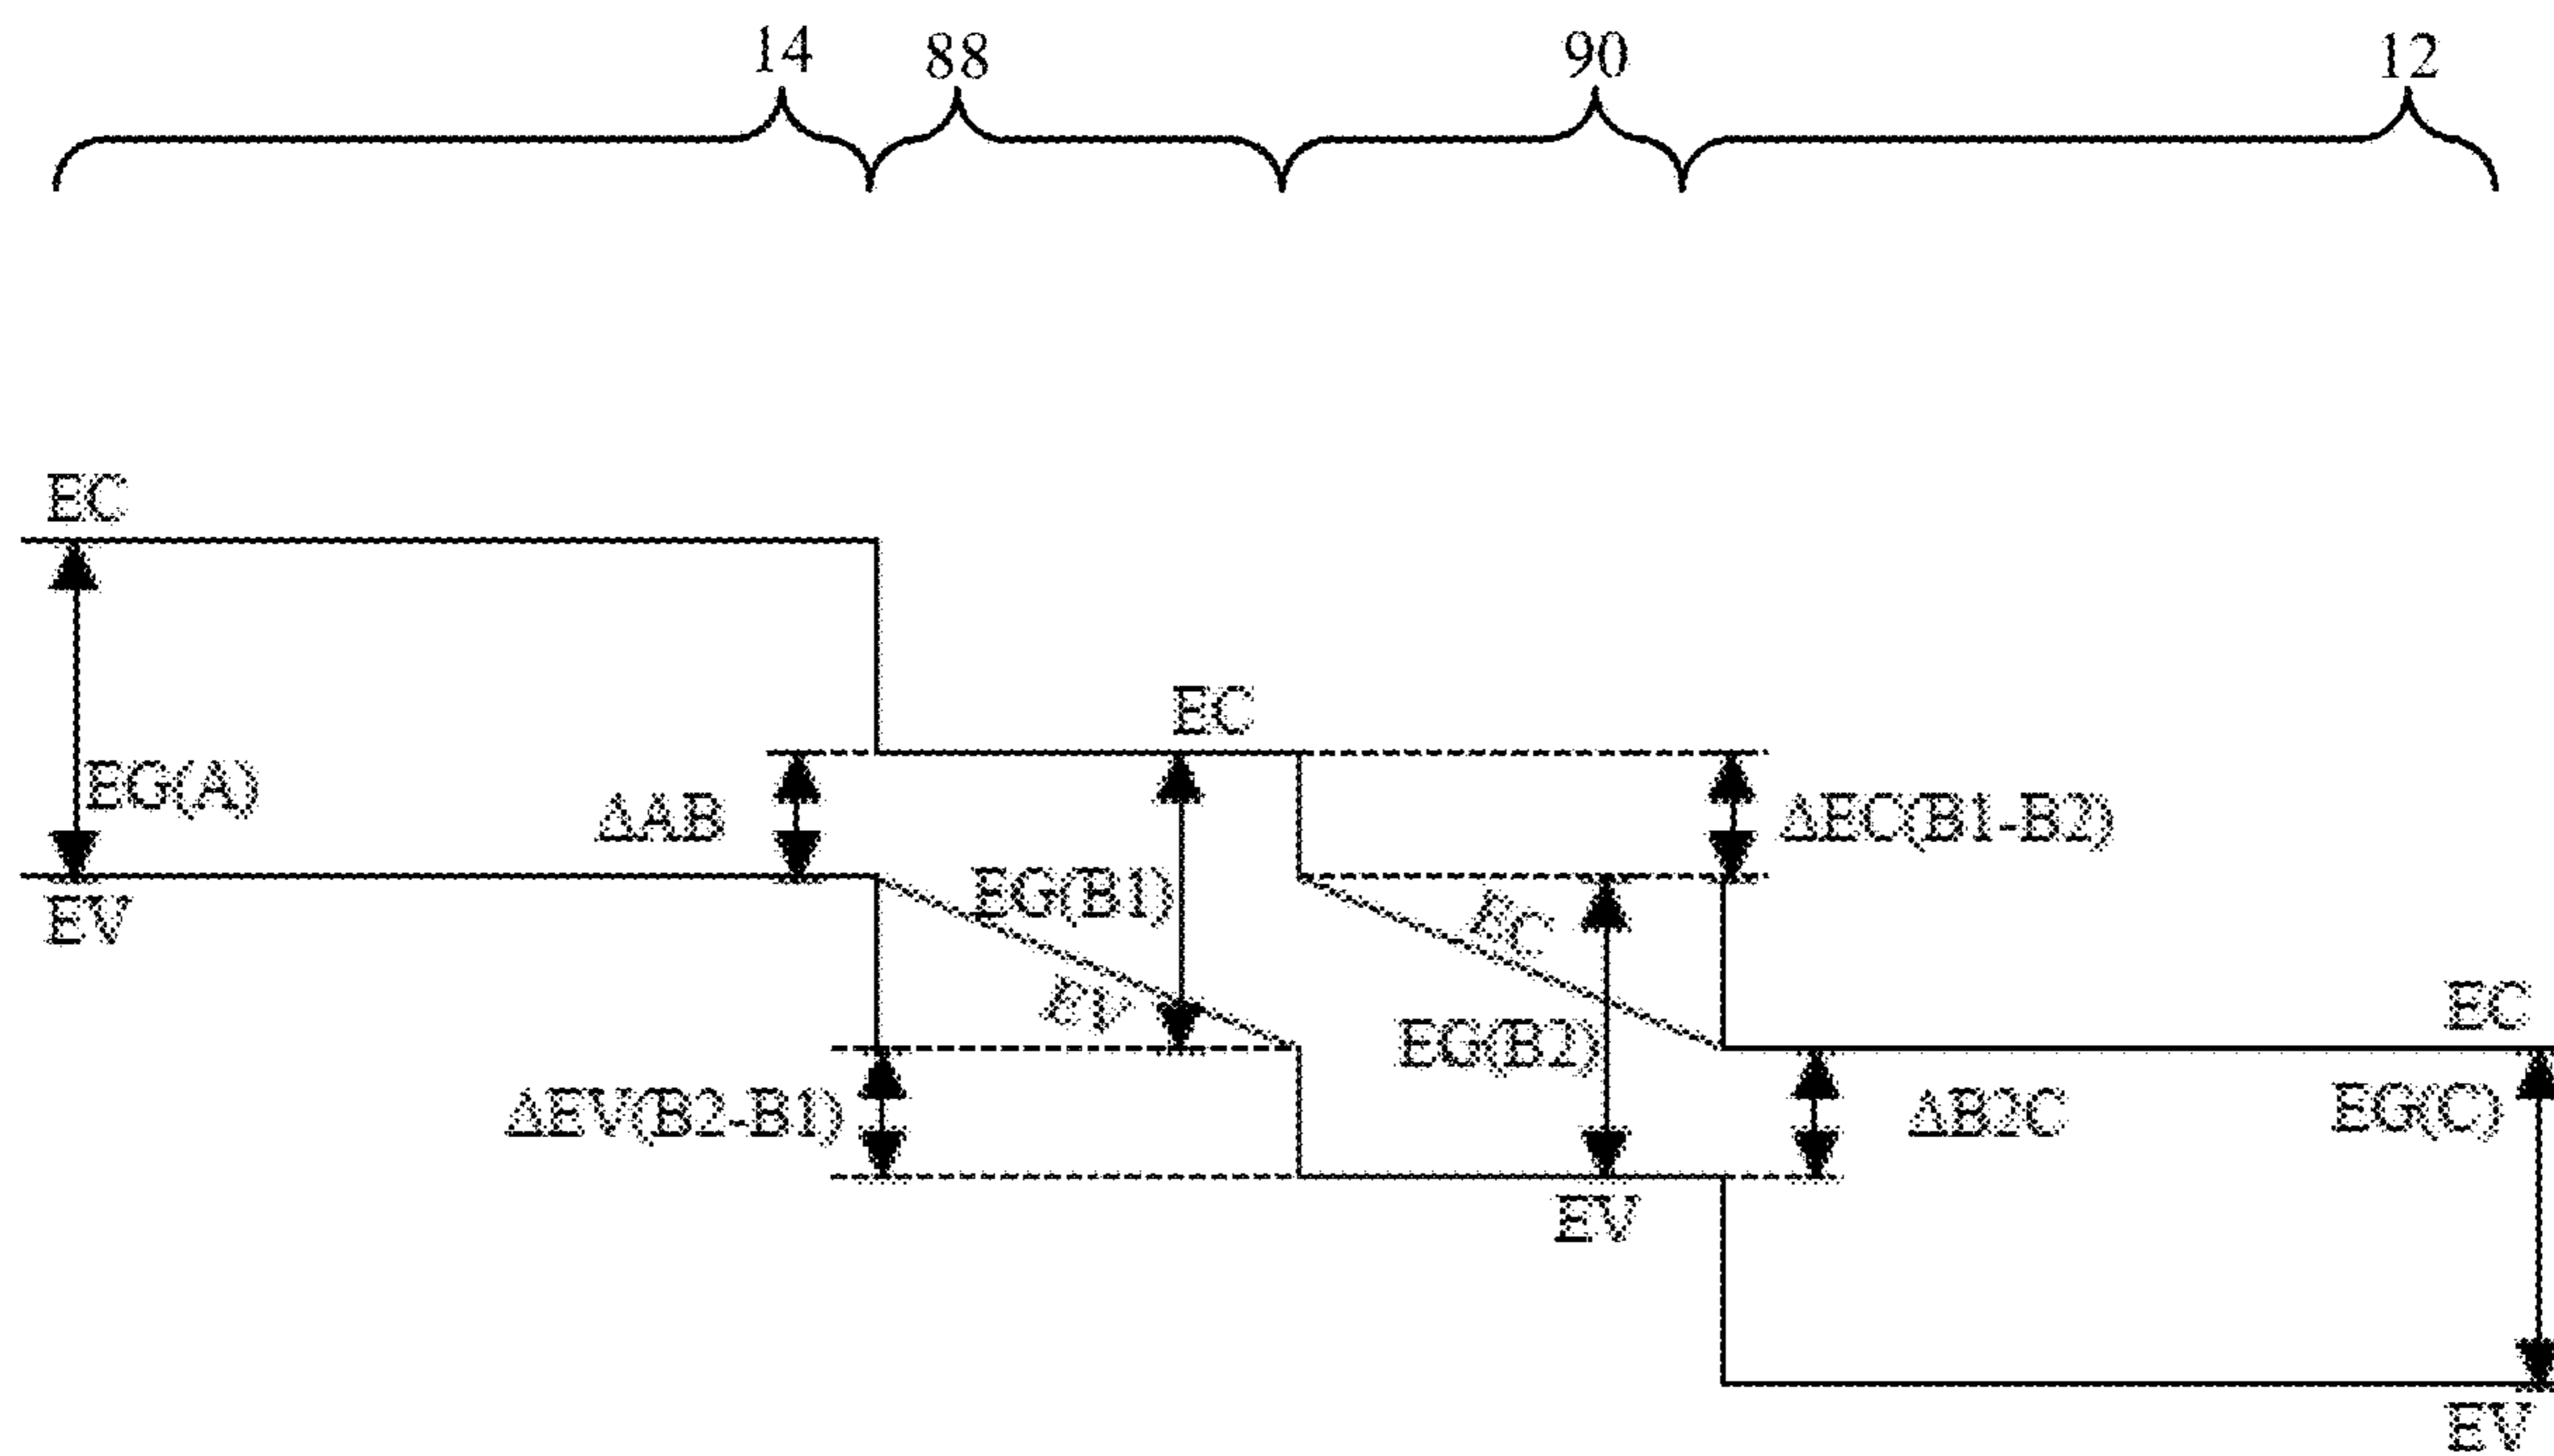 14
88
90
12
EC
EC
EG(A)
ΔAB
ΔEC(B1-B2)
EG(B1)
EC
EV
EV
EC
EG(B2)
ΔEV(B2-B1)
ΔB2C
EG(C)
EV
EV